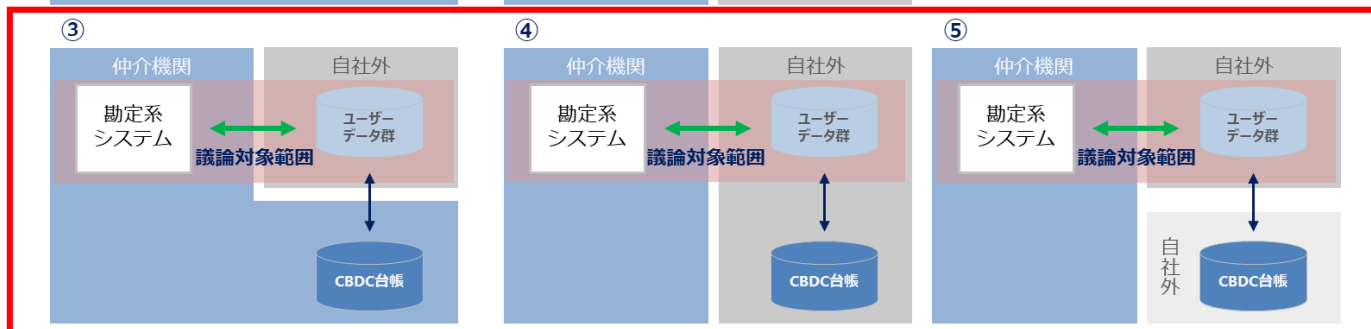 ③
仲介機関
自社外
勘定系
システム
ユーザー
データ群
議論対象範囲
CBDC台帳
④
仲介機関
自社外
勘定系
システム
ユーザー
データ群
議論対象範囲
CBDC台帳
⑤
仲介機関
自社外
勘定系
システム
ユーザー
データ群
議論対象範囲
自社外
CBDC台帳